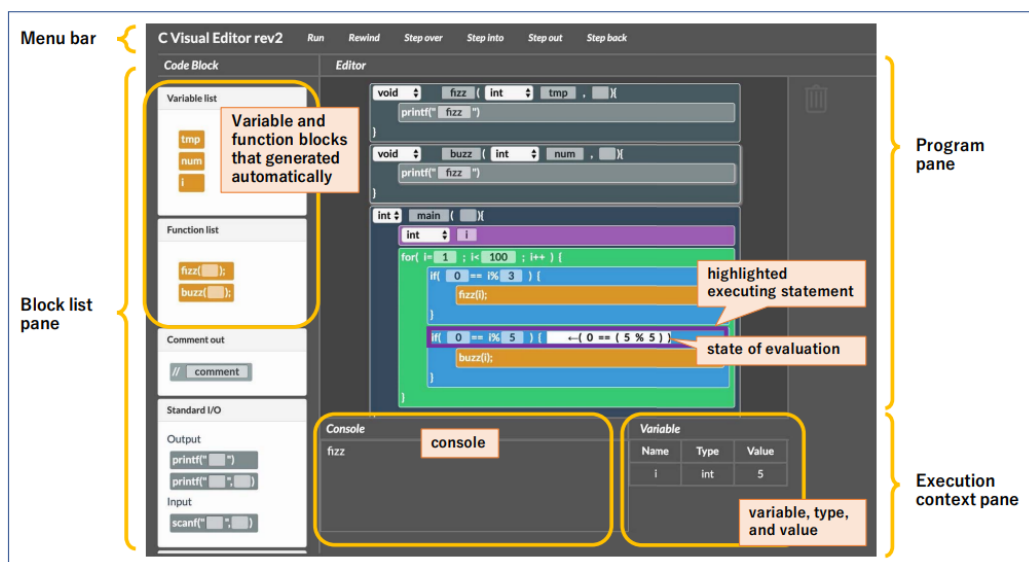 Menu bar
C Visual Editor rev2 Run Rewind Step over Step into Step out Step back
Code Block
Editor
Variable list
tmp
num
i
Variable and
function blocks
that generated
automatically
Function list
fizz( );
buzz( );
Block list
pane
Comment out
// comment
Standard I/O
Output
printf(" ")
printf(" ", )
Input
scanf(" ", )
void fizz ( int tmp , ){
printf(" fizz ")
}
void buzz ( int num , ){
printf(" fizz ")
}
int main ( ){
int i
for( i= 1 ; i< 100 ; i++ ) {
if( 0 == i% 3 ) {
fizz(i);
}
if( 0 == i% 5 ) { ←( 0 == ( 5 % 5 ) )
buzz(i);
}
}
highlighted
executing statement
state of evaluation
Program
pane
Console
fizz
console
Variable
Name Type Value
i int 5
variable, type,
and value
Execution
context pane